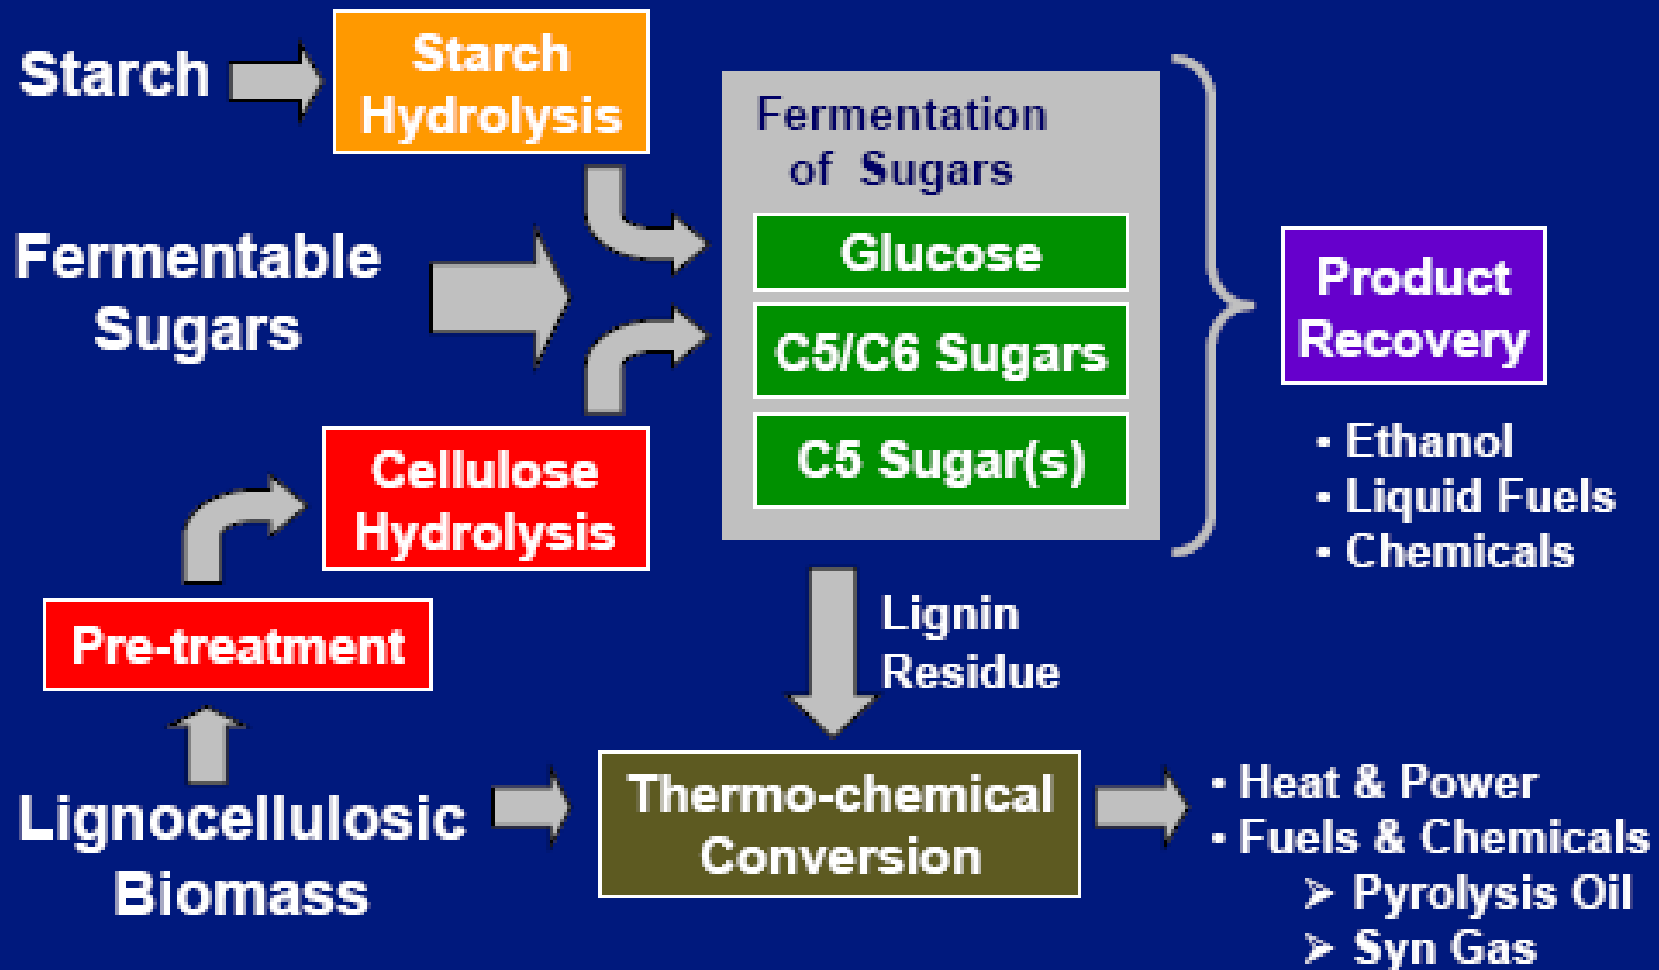 Starch
Starch
Hydrolysis
Fermentable
Sugars
Fermentation
of Sugars
Glucose
C5/C6 Sugars
C5 Sugar(s)
Product
Recovery
• Ethanol
• Liquid Fuels
• Chemicals
Cellulose
Hydrolysis
Pre-treatment
Lignin
Residue
Lignocellulosic
Biomass
Thermo-chemical
Conversion
• Heat & Power
• Fuels & Chemicals
➢ Pyrolysis Oil
➢ Syn Gas